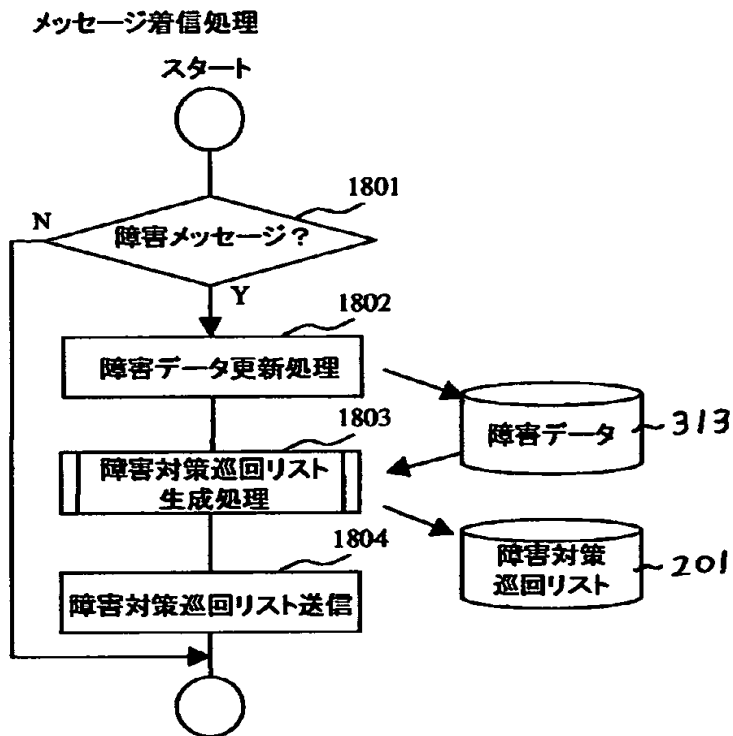 メッセージ着信処理
スタート
1801
N
障害メッセージ?
Y
1802
障害データ更新処理
障害データ
313
1803
障害対策巡回リスト
生成処理
障害対策
巡回リスト
201
1804
障害対策巡回リスト送信